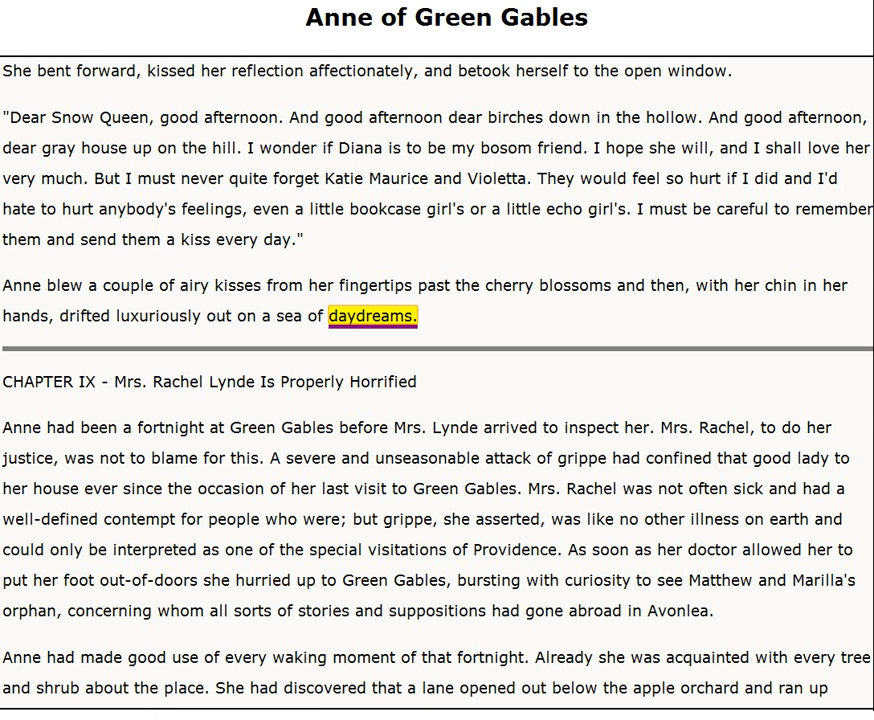 Anne of Green Gables
She bent forward, kissed her reflection affectionately, and betook herself to the open window.
"Dear Snow Queen, good afternoon. And good afternoon dear birches down in the hollow. And good afternoon,
dear gray house up on the hill. I wonder if Diana is to be my bosom friend. I hope she will, and I shall love her
very much. But I must never quite forget Katie Maurice and Violetta. They would feel so hurt if I did and I'd
hate to hurt anybody's feelings, even a little bookcase girl's or a little echo girl's. I must be careful to remember
them and send them a kiss every day."
Anne blew a couple of airy kisses from her fingertips past the cherry blossoms and then, with her chin in her
hands, drifted luxuriously out on a sea of daydreams.
CHAPTER IX - Mrs. Rachel Lynde Is Properly Horrified
Anne had been a fortnight at Green Gables before Mrs. Lynde arrived to inspect her. Mrs. Rachel, to do her
justice, was not to blame for this. A severe and unseasonable attack of grippe had confined that good lady to
her house ever since the occasion of her last visit to Green Gables. Mrs. Rachel was not often sick and had a
well-defined contempt for people who were; but grippe, she asserted, was like no other illness on earth and
could only be interpreted as one of the special visitations of Providence. As soon as her doctor allowed her to
put her foot out-of-doors she hurried up to Green Gables, bursting with curiosity to see Matthew and Marilla's
orphan, concerning whom all sorts of stories and suppositions had gone abroad in Avonlea.
Anne had made good use of every waking moment of that fortnight. Already she was acquainted with every tree
and shrub about the place. She had discovered that a lane opened out below the apple orchard and ran up